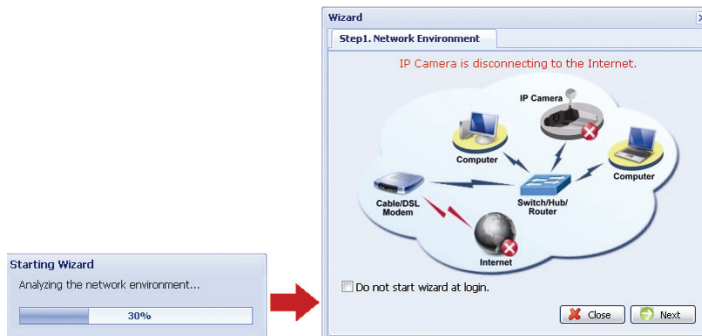 Starting Wizard
Analyzing the network environment...
30%
Wizard
Step1. Network Environment
IP Camera is disconnecting to the Internet.
IP Camera
Computer
Computer
Cable/DSL
Modem
Switch/Hub/
Router
Internet
Do not start wizard at login.
Close
Next